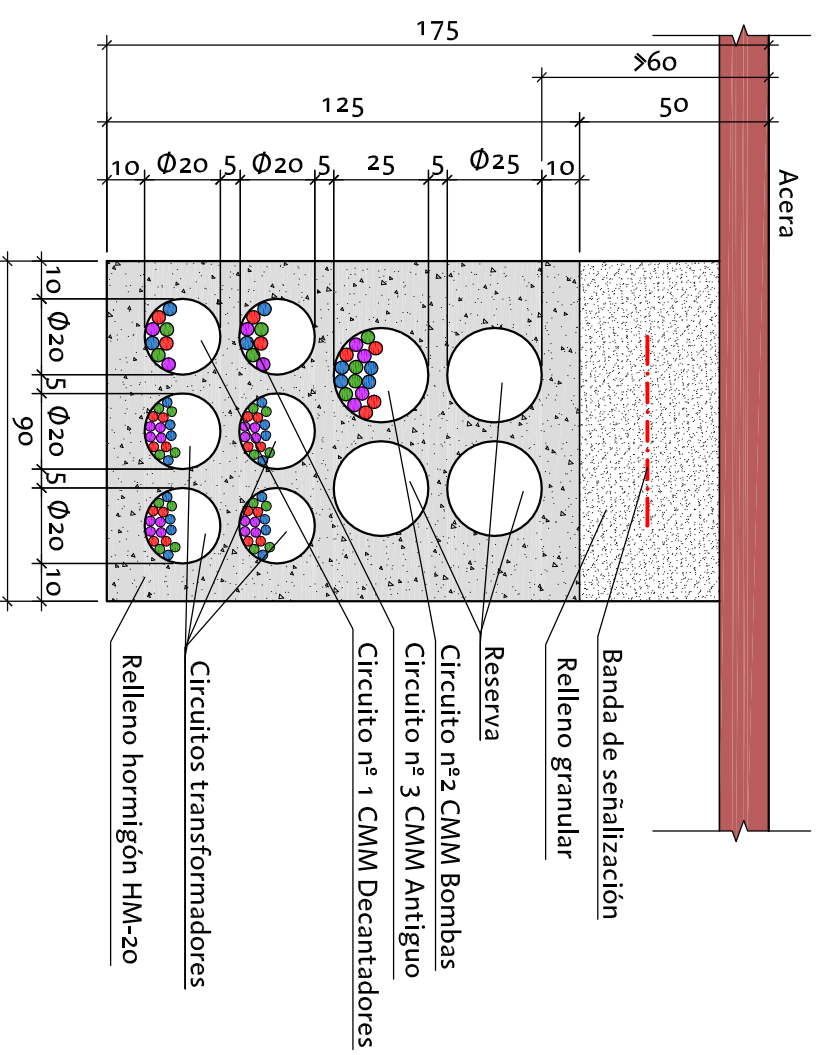 Acera
175
≥60
125
50
10
Ø20
5
Ø20
5
25
5
Ø25
10
10
Ø20
5
Ø20
5
Ø20
10
90
Banda de señalización
Relleno granular
Reserva
Circuito nº2 CMM Bombas
Circuito nº 3 CMM Antiguo
Circuito nº 1 CMM Decantadores
Circuitos transformadores
Relleno hormigón HM-20